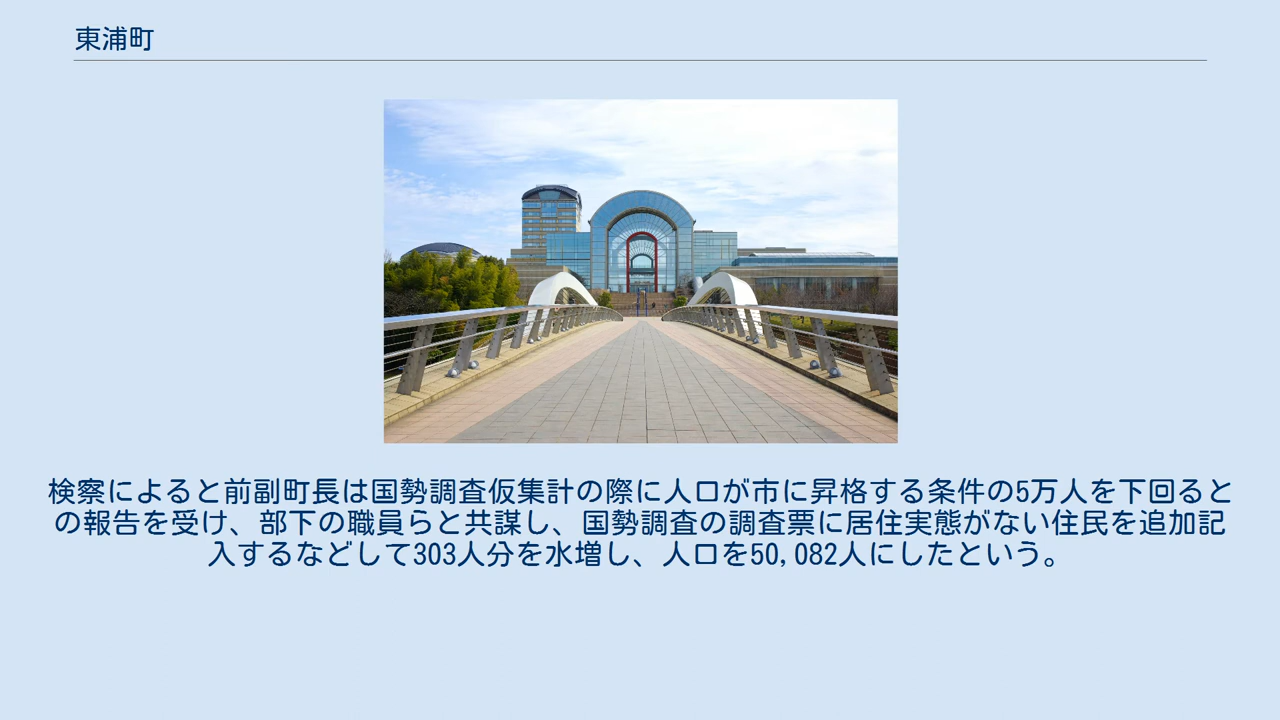 東浦町
検察によると前副町長は国勢調査仮集計の際に人口が市に昇格する条件の5万人を下回ると
の報告を受け、部下の職員らと共謀し、国勢調査の調査票に居住実態がない住民を追加記
入するなどして303人分を水増し、人口を50,082人にしたという。